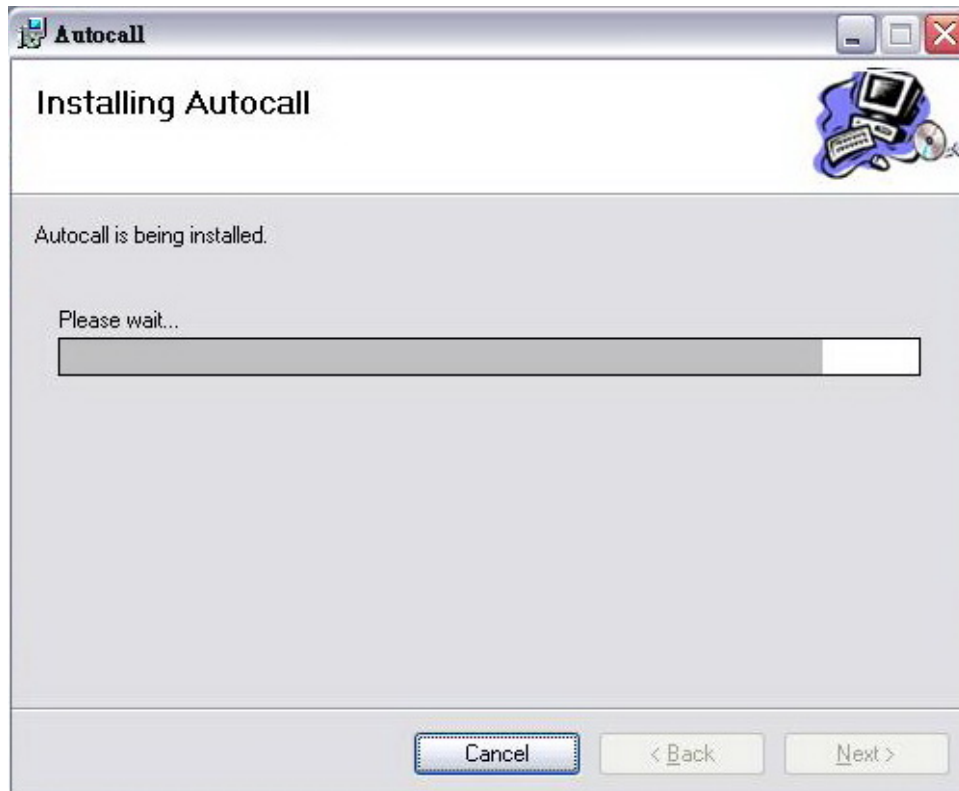 Autocall
Installing Autocall
Autocall is being installed.
Please wait...
Cancel
< Back
Next >